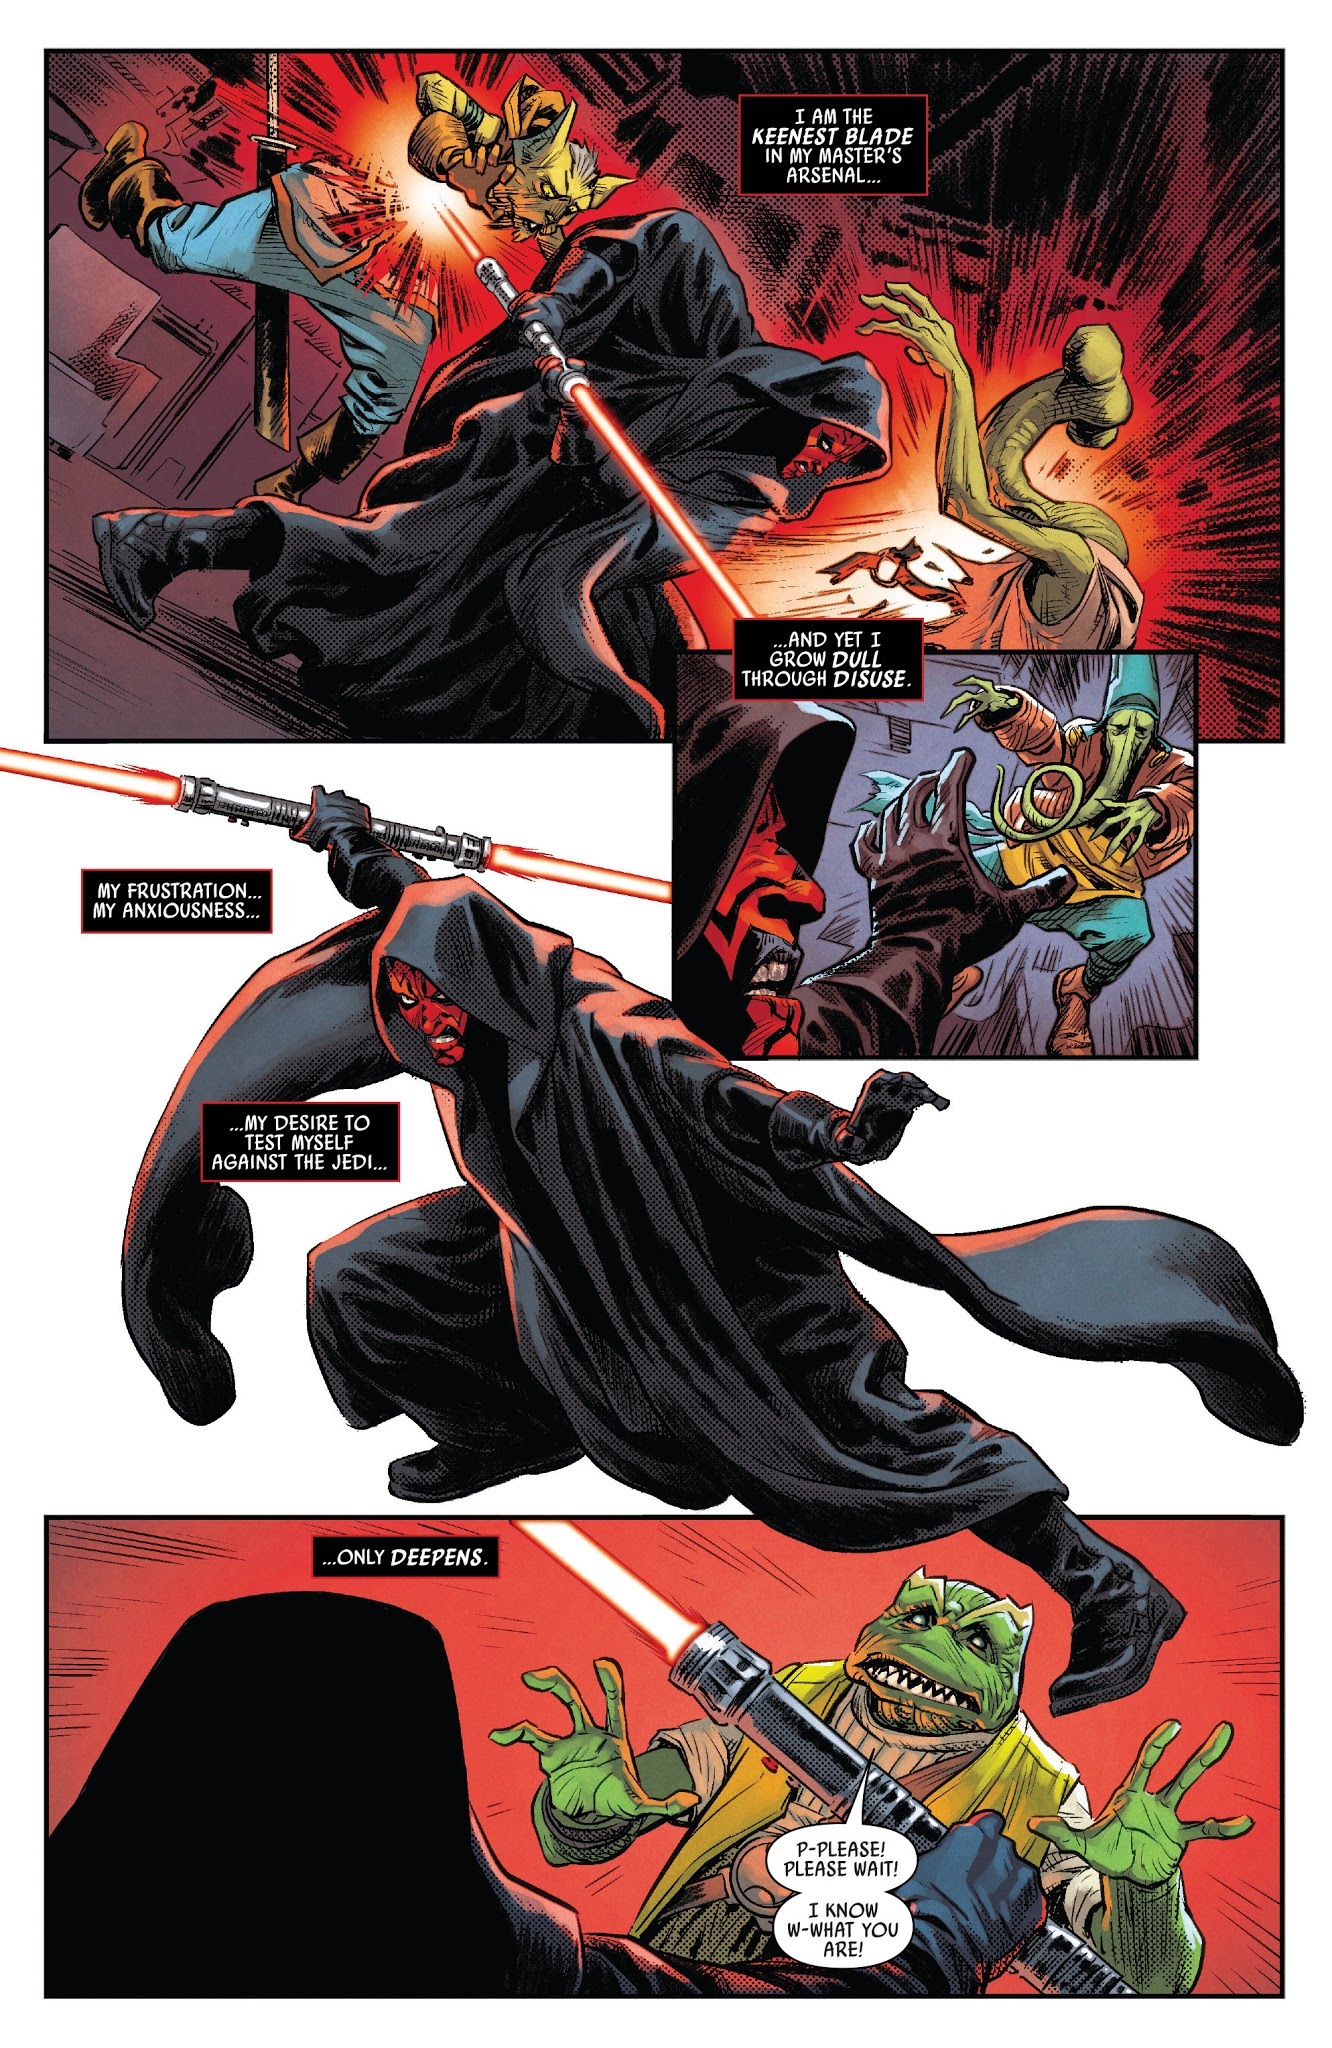 I AM THE
KEENEST BLADE
IN MY MASTER'S
ARSENAL...
...AND YET I
GROW DULL
THROUGH DISUSE.
MY FRUSTRATION...
MY ANXIOUSNESS...
...MY DESIRE TO
TEST MYSELF
AGAINST THE JEDI...
...ONLY DEEPENS.
P-PLEASE!
PLEASE WAIT!
I KNOW
W-WHAT YOU
ARE!